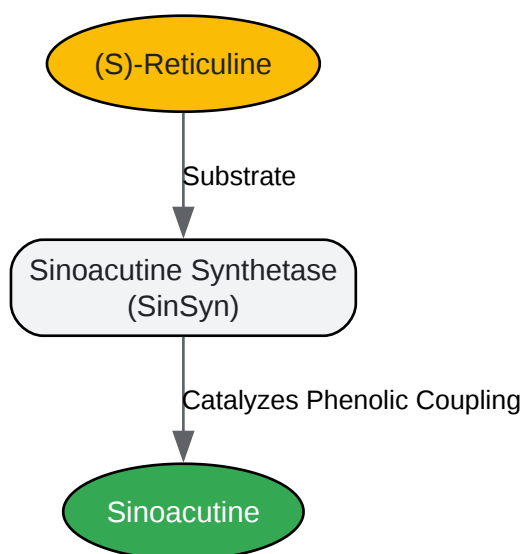 (S)-Reticuline
Substrate
Sinoacutine Synthetase
(SinSyn)
Catalyzes Phenolic Coupling
Sinoacutine